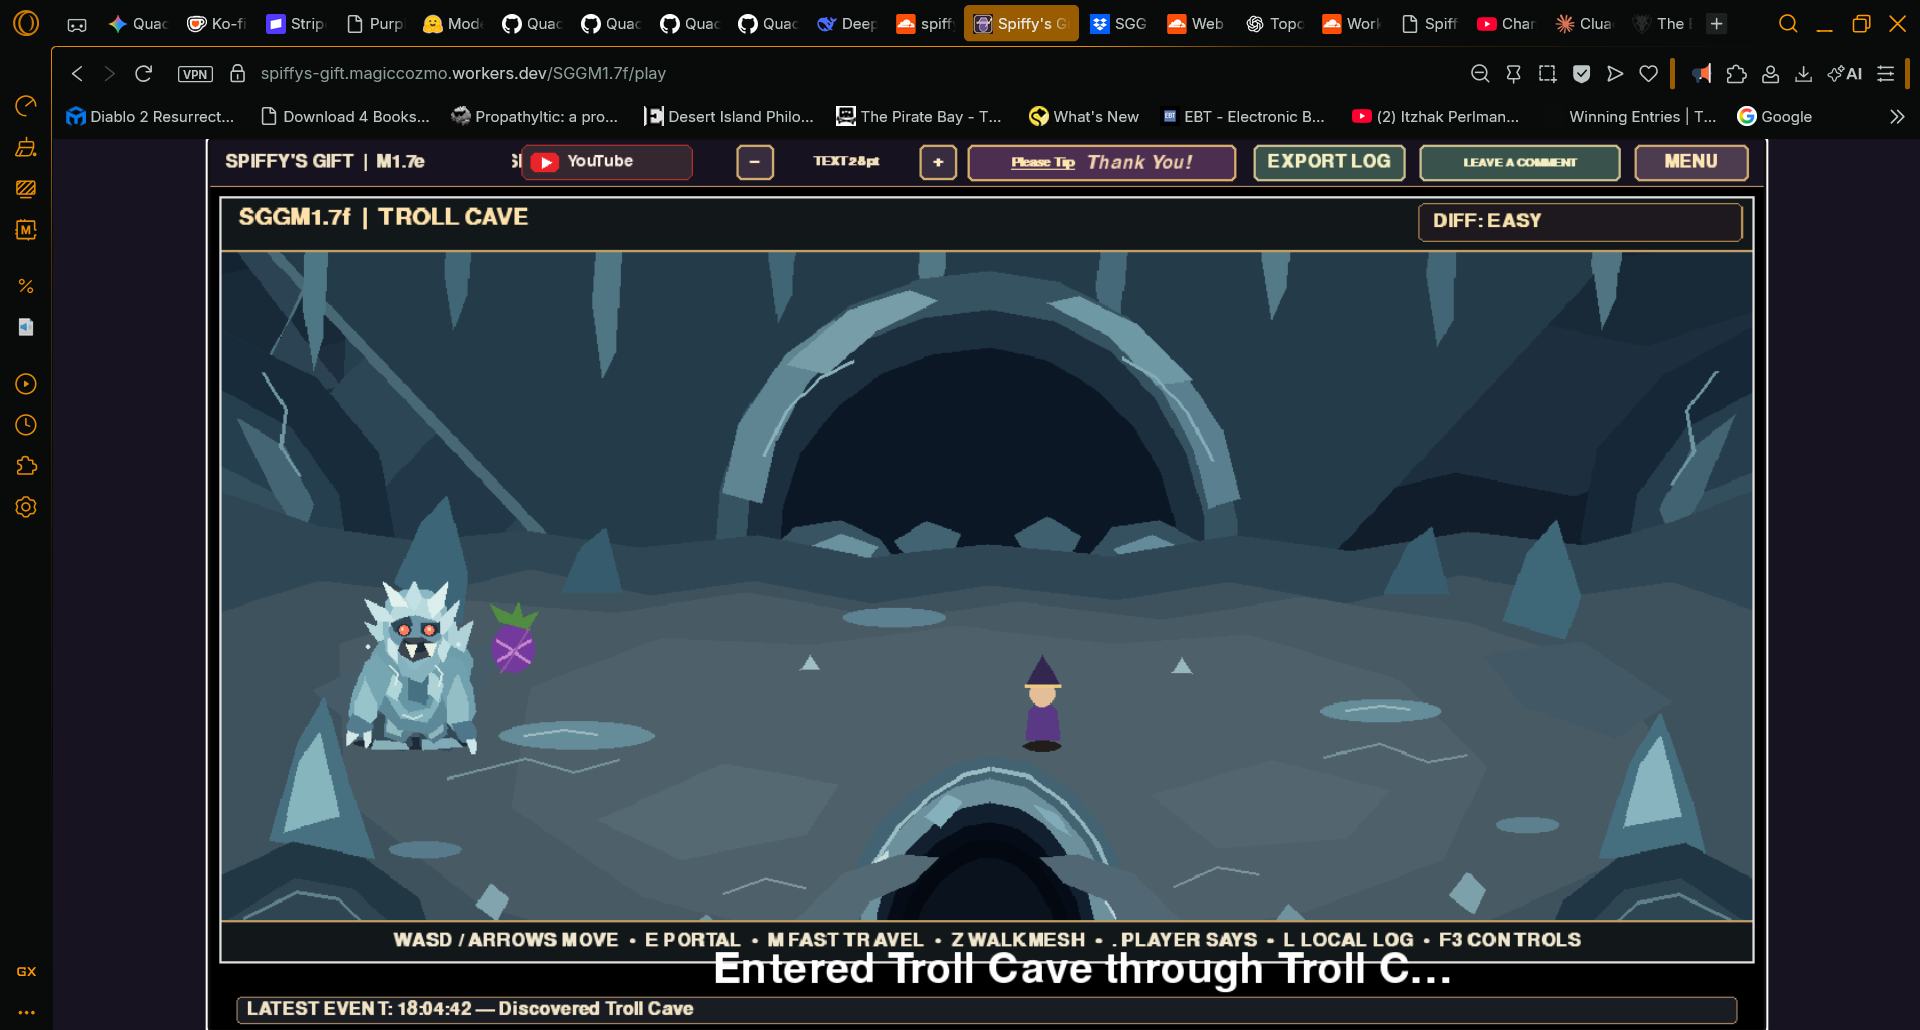 Quac Ko-fi Strip Purpl Mode Quac Quac Quac Quac Deep spiffy Spiffy's G SGG Web Topo Work Spiff Char Clua The E
VPN spiffys-gift.magiccozmo.workers.dev/SGGM1.7f/play AI
Diablo 2 Resurrect... Download 4 Books... Propathyltic: a pro... Desert Island Philo... The Pirate Bay - T... What's New EBT - Electronic B... (2) Itzhak Perlman... Winning Entries | T... Google
SPIFFY'S GIFT | M1.7e YouTube − TEXT 28pt + Please Tip Thank You! EXPORT LOG LEAVE A COMMENT MENU
SGGM1.7f | TROLL CAVE DIFF: EASY
WASD / ARROWS MOVE • E PORTAL • M FAST TRAVEL • Z WALKMESH • . PLAYER SAYS • L LOCAL LOG • F3 CONTROLS
Entered Troll Cave through Troll C...
LATEST EVENT: 18:04:42 — Discovered Troll Cave
GX